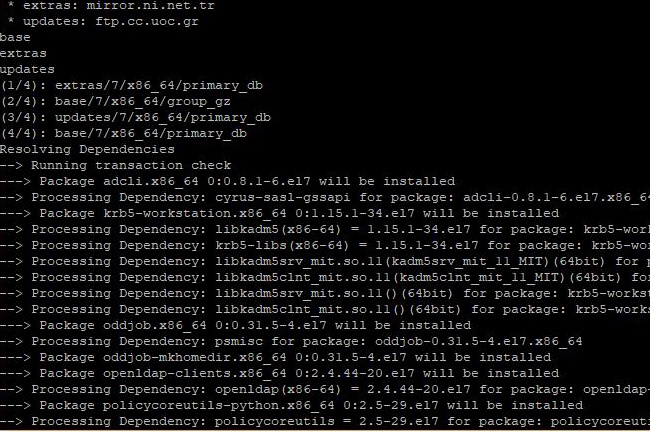 * extras: mirror.ni.net.tr
* updates: ftp.cc.uoc.gr
base
extras
updates
(1/4): extras/7/x86_64/primary_db
(2/4): base/7/x86_64/group_gz
(3/4): updates/7/x86_64/primary_db
(4/4): base/7/x86_64/primary_db
Resolving Dependencies
--> Running transaction check
---> Package adcli.x86_64 0:0.8.1-6.el7 will be installed
--> Processing Dependency: cyrus-sasl-gssapi for package: adcli-0.8.1-6.el7.x86_64
---> Package krb5-workstation.x86_64 0:1.15.1-34.el7 will be installed
--> Processing Dependency: libkadm5(x86-64) = 1.15.1-34.el7 for package: krb5-wor
--> Processing Dependency: krb5-libs(x86-64) = 1.15.1-34.el7 for package: krb5-wo
--> Processing Dependency: libkadm5srv_mit.so.11(kadm5srv_mit_11_MIT)(64bit) for p
--> Processing Dependency: libkadm5clnt_mit.so.11(kadm5clnt_mit_11_MIT)(64bit) for
--> Processing Dependency: libkadm5srv_mit.so.11()(64bit) for package: krb5-works
--> Processing Dependency: libkadm5clnt_mit.so.11()(64bit) for package: krb5-work
---> Package oddjob.x86_64 0:0.31.5-4.el7 will be installed
--> Processing Dependency: psmisc for package: oddjob-0.31.5-4.el7.x86_64
---> Package oddjob-mkhomedir.x86_64 0:0.31.5-4.el7 will be installed
---> Package openldap-clients.x86_64 0:2.4.44-20.el7 will be installed
--> Processing Dependency: openldap(x86-64) = 2.4.44-20.el7 for package: openldap-
---> Package policycoreutils-python.x86_64 0:2.5-29.el7 will be installed
--> Processing Dependency: policycoreutils = 2.5-29.el7 for package: policycoreuti